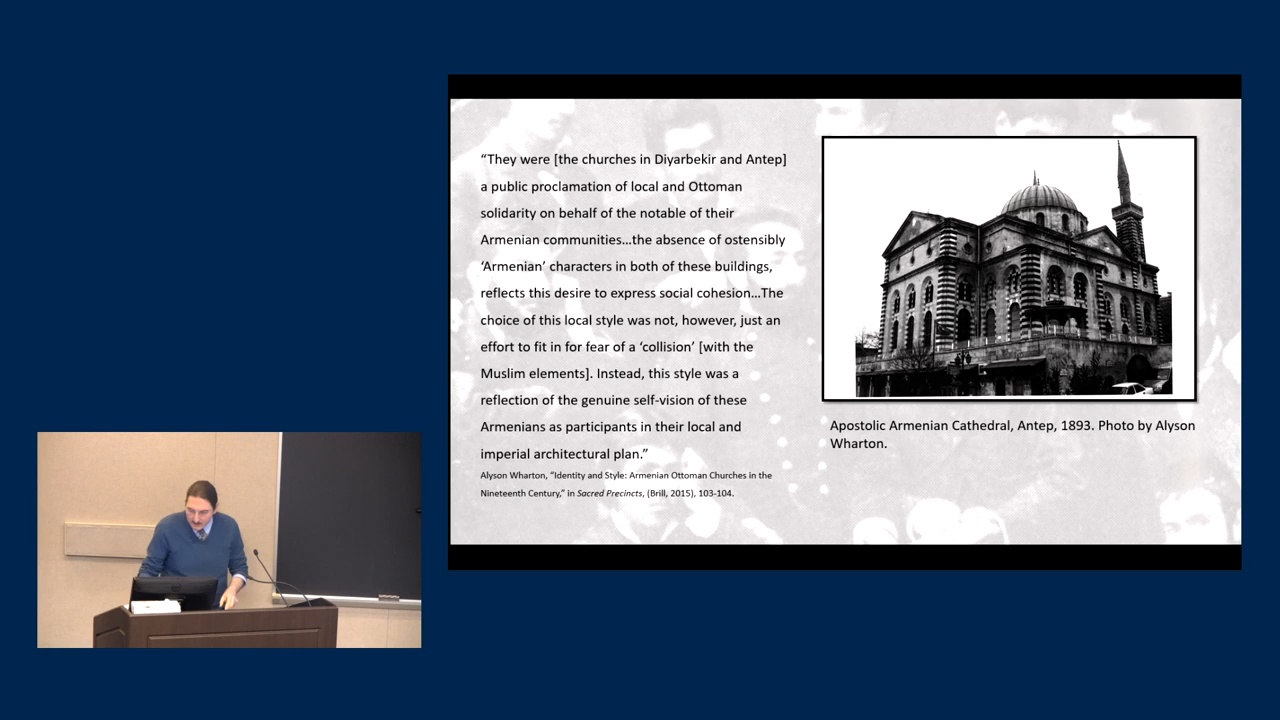 “They were [the churches in Diyarbekir and Antep]
a public proclamation of local and Ottoman
solidarity on behalf of the notable of their
Armenian communities…the absence of ostensibly
‘Armenian’ characters in both of these buildings,
reflects this desire to express social cohesion…The
choice of this local style was not, however, just an
effort to fit in for fear of a ‘collision’ [with the
Muslim elements]. Instead, this style was a
reflection of the genuine self-vision of these
Armenians as participants in their local and
imperial architectural plan.”
Alyson Wharton, “Identity and Style: Armenian Ottoman Churches in the
Nineteenth Century,” in Sacred Precincts, (Brill, 2015), 103-104.
Apostolic Armenian Cathedral, Antep, 1893. Photo by Alyson
Wharton.